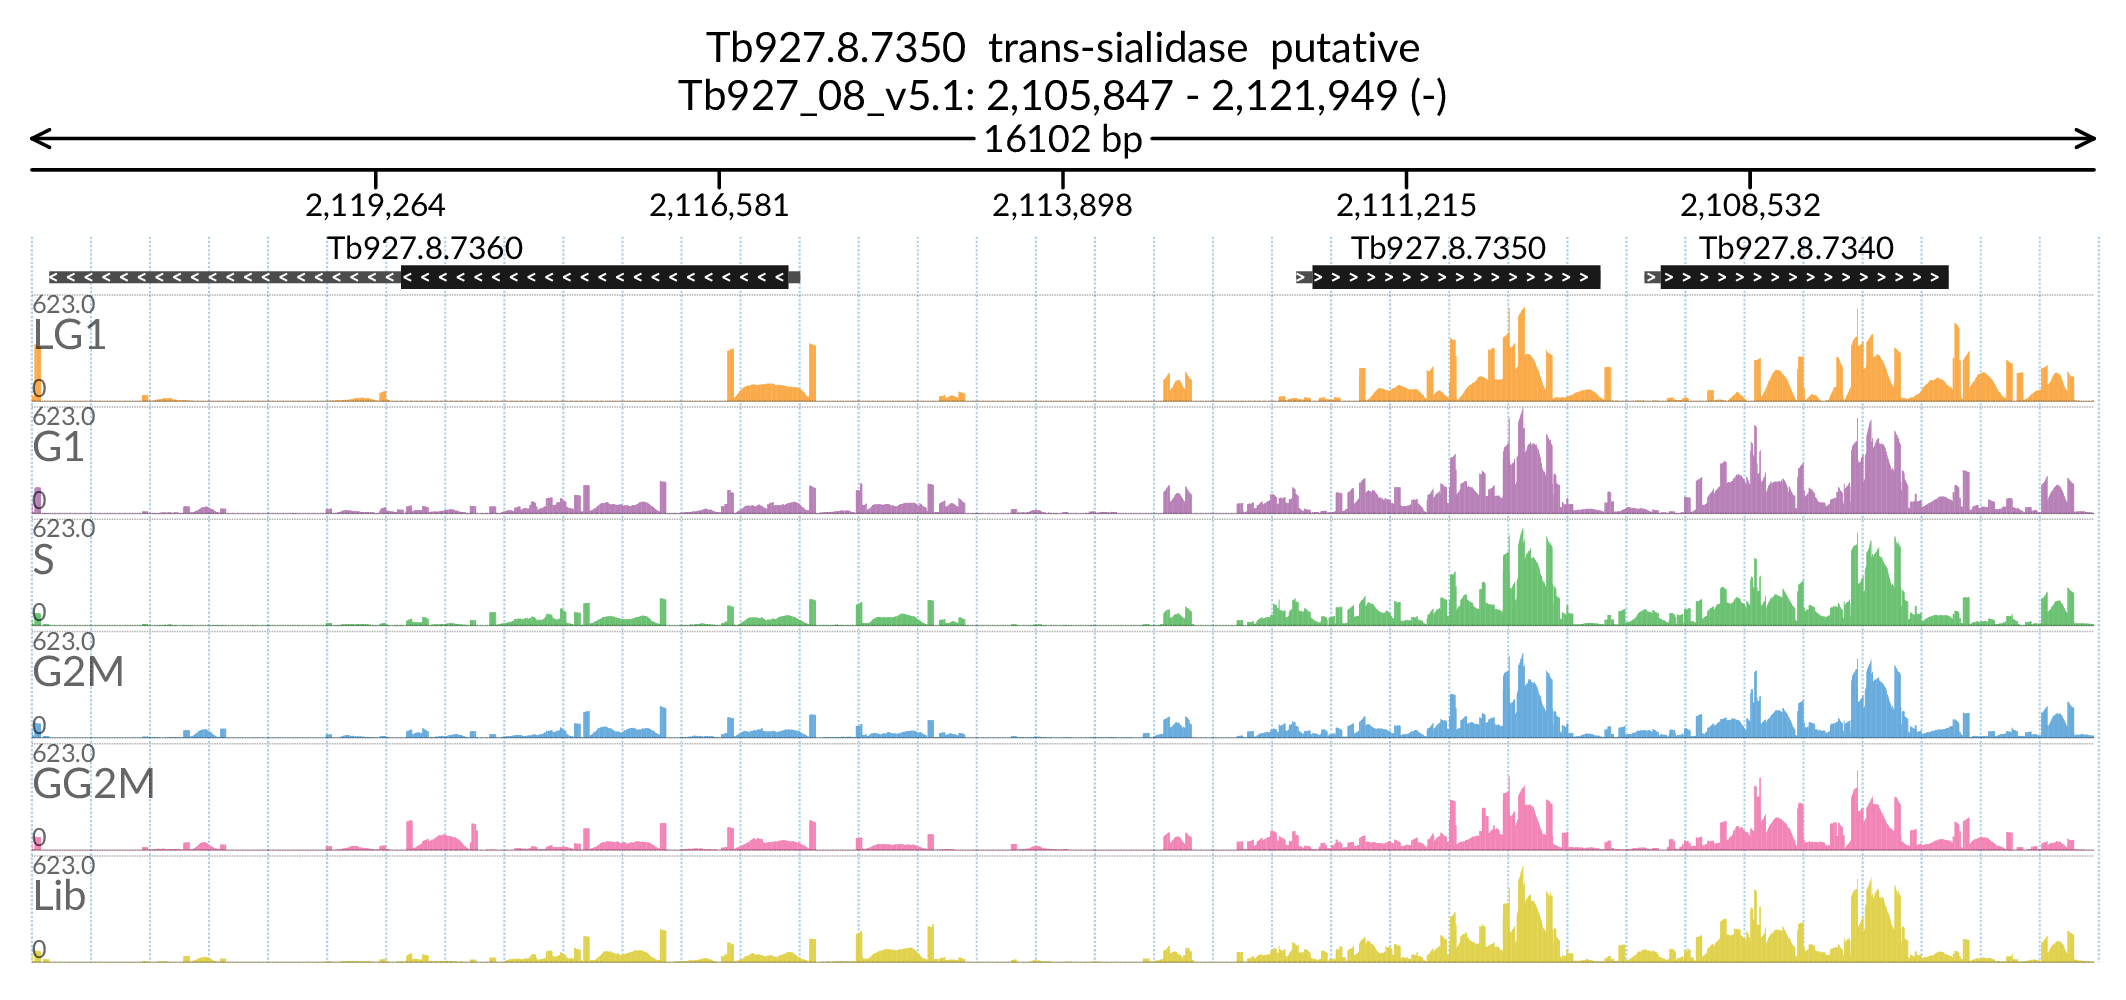 Tb927.8.7350 trans-sialidase putative
Tb927_08_v5.1: 2,105,847 - 2,121,949 (-)
16102 bp
2,119,264 2,116,581 2,113,898 2,111,215 2,108,532
Tb927.8.7360 Tb927.8.7350 Tb927.8.7340
623.0
LG1
0
623.0
G1
0
623.0
S
0
623.0
G2M
0
623.0
GG2M
0
623.0
Lib
0